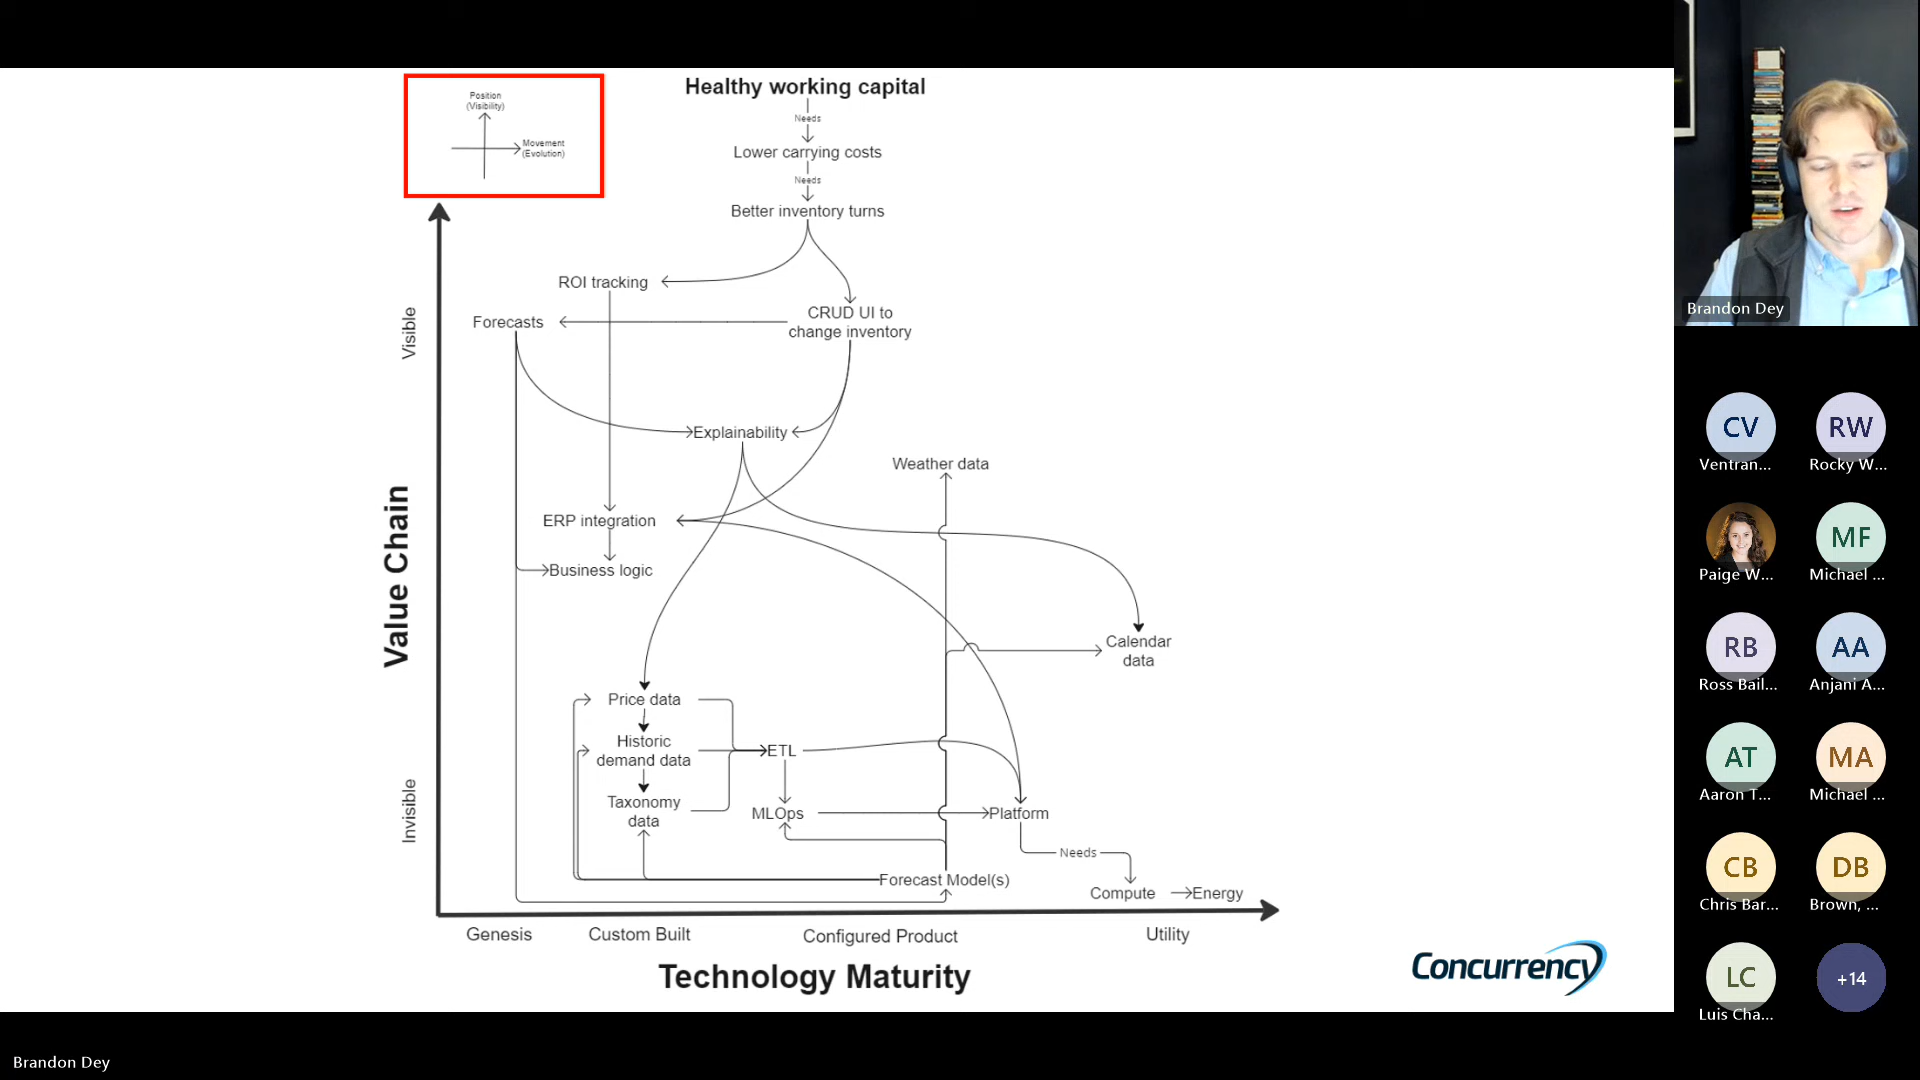 Position
(Visibility)
Movement
(Evolution)
Healthy working capital
Needs
Lower carrying costs
Needs
Better inventory turns
ROI tracking
Forecasts
CRUD UI to
change inventory
Explainability
Weather data
ERP integration
Business logic
Calendar
data
Price data
Historic
demand data
Taxonomy
data
ETL
MLOps
Platform
Needs
Forecast Model(s)
Compute
Energy
Visible
Value Chain
Invisible
Genesis
Custom Built
Configured Product
Utility
Technology Maturity
Concurrency
Brandon Dey
CV
Ventran...
RW
Rocky W...
Paige W...
MF
Michael ...
RB
Ross Bail...
AA
Anjani A...
AT
Aaron T...
MA
Michael ...
CB
Chris Bar...
DB
Brown, ...
LC
Luis Cha...
+14
Brandon Dey